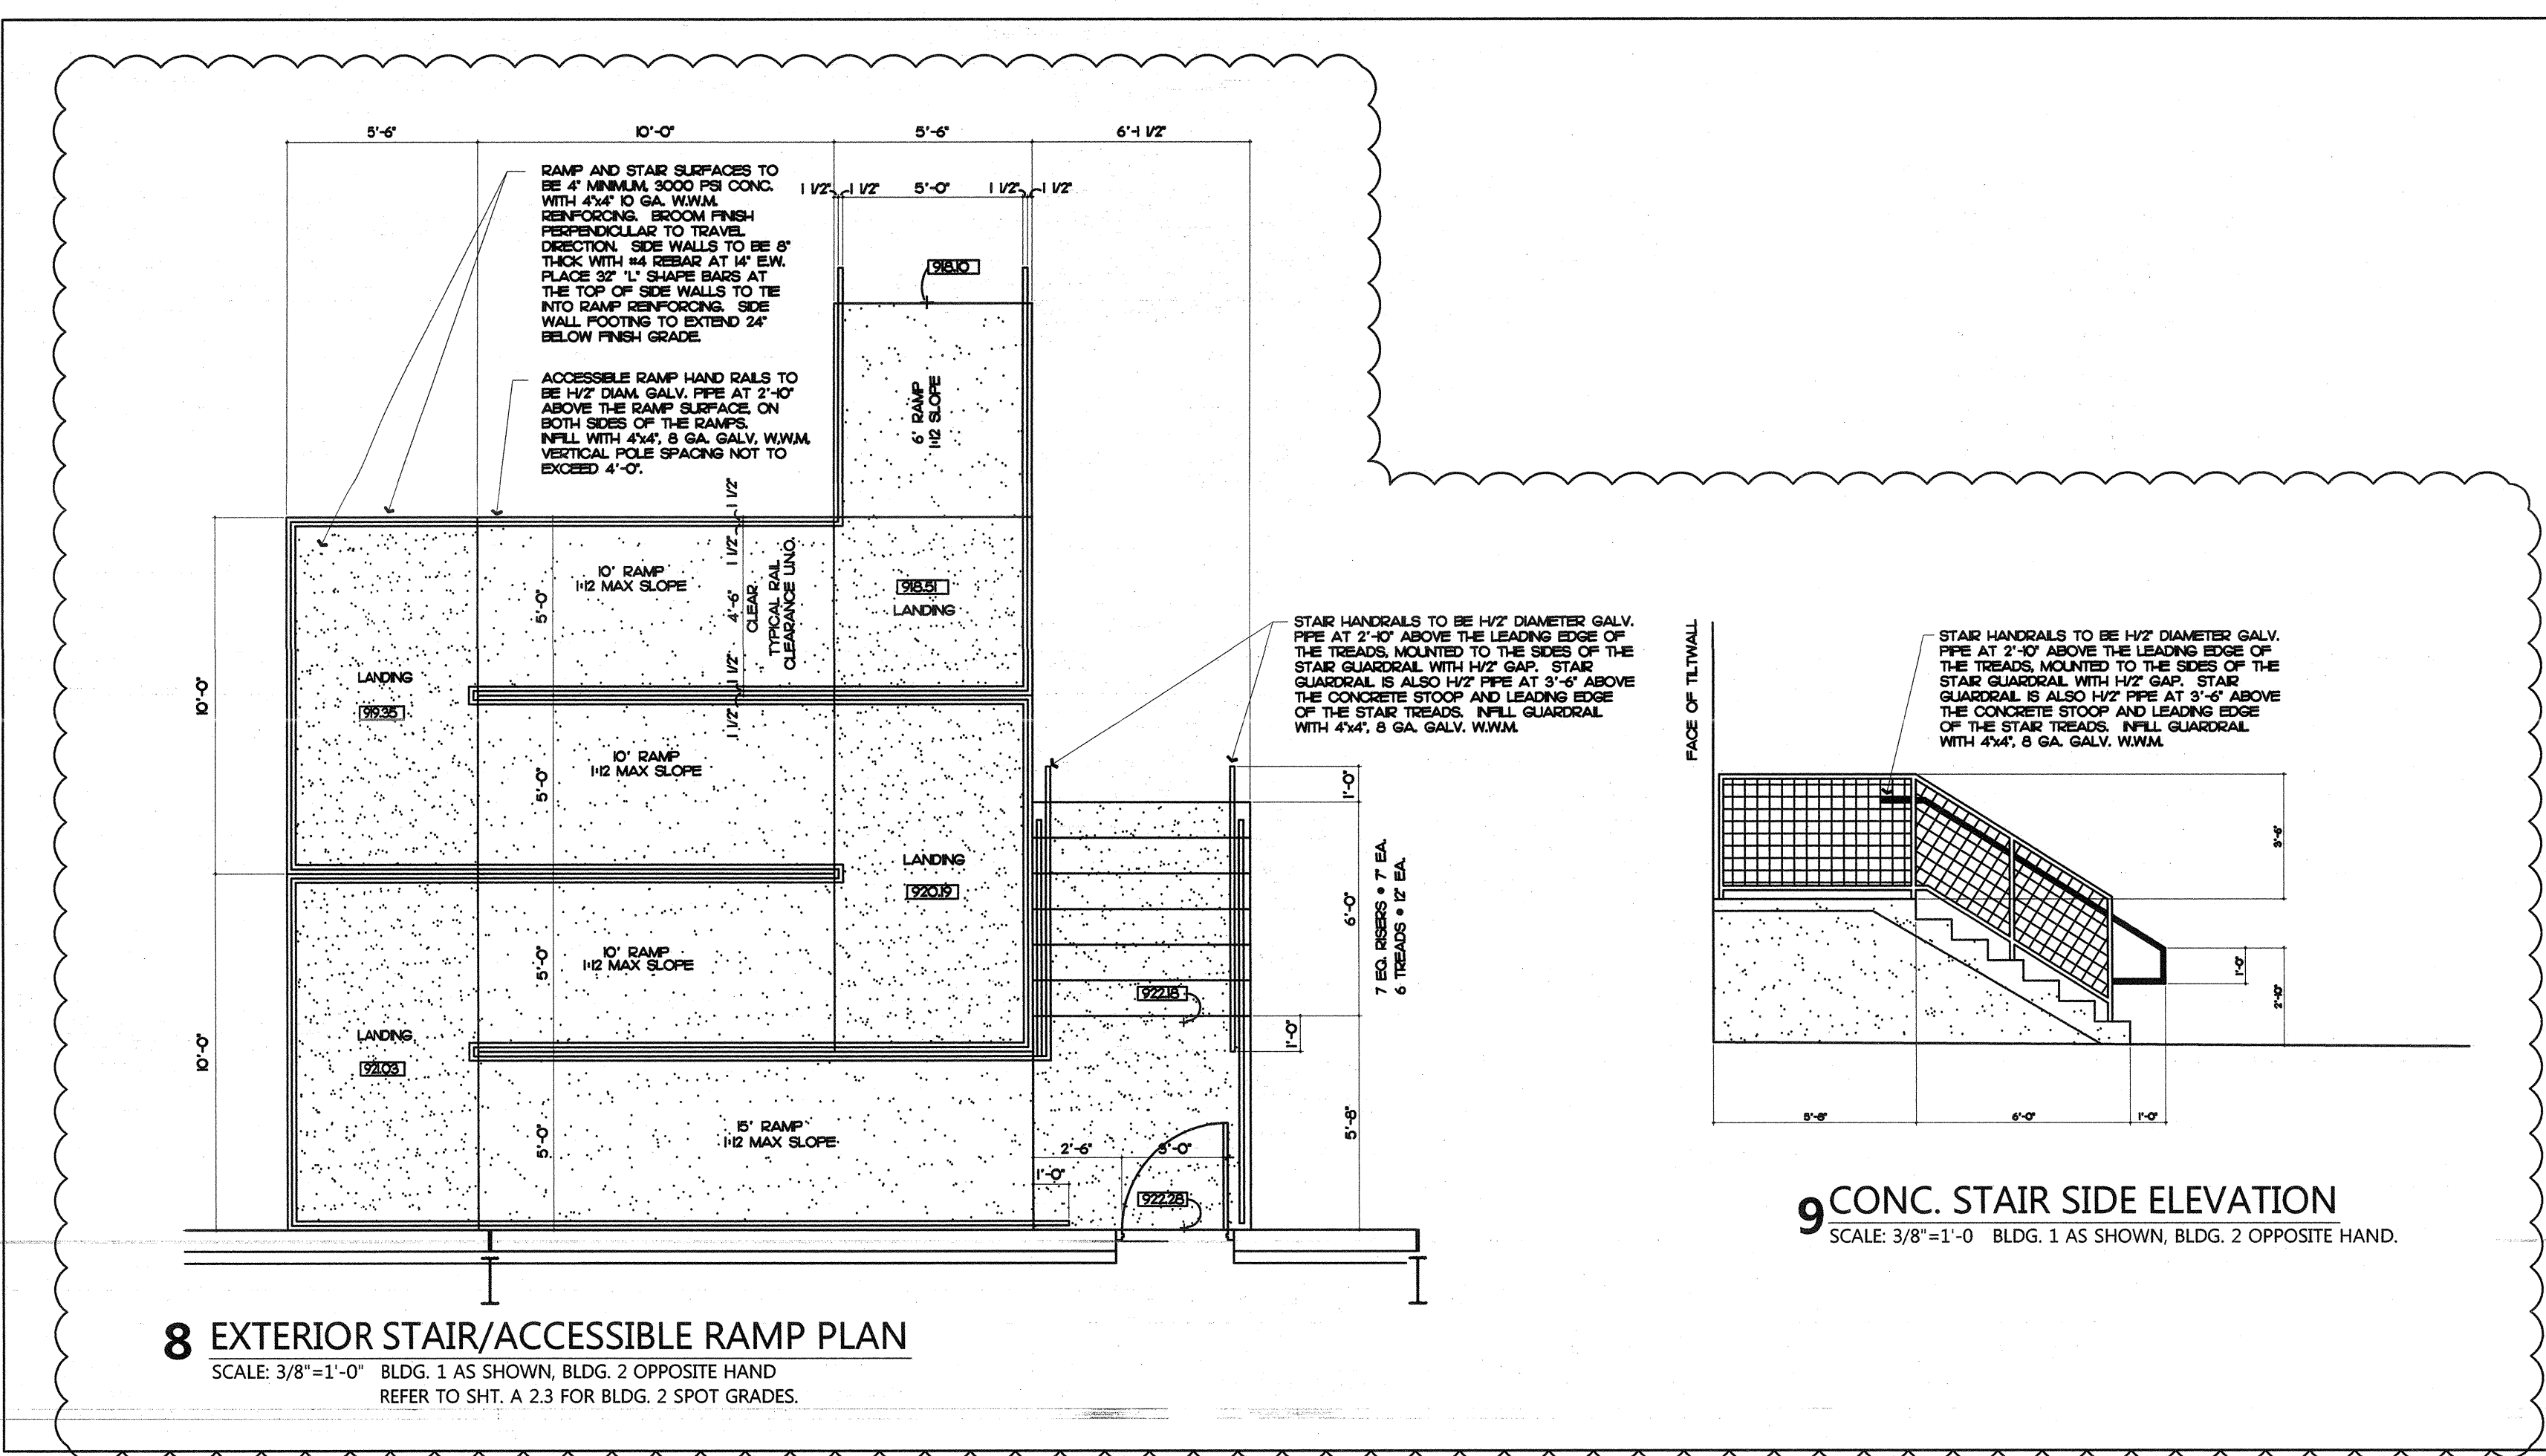 5'-6"
10'-0"
5'-6"
6'-1 1/2"
RAMP AND STAIR SURFACES TO
BE 4" MINIMUM, 3000 PSI CONC.
WITH 4"x4" 10 GA. W.W.M.
REINFORCING. BROOM FINISH
PERPENDICULAR TO TRAVEL
DIRECTION. SIDE WALLS TO BE 8"
THICK WITH #4 REBAR AT 14" E.W.
PLACE 32" 'L' SHAPE BARS AT
THE TOP OF SIDE WALLS TO TIE
INTO RAMP REINFORCING. SIDE
WALL FOOTING TO EXTEND 24"
BELOW FINISH GRADE.
1 1/2"
1 1/2"
5'-0"
1 1/2"
1 1/2"
918.10
ACCESSIBLE RAMP HAND RAILS TO
BE 1-1/2" DIAM. GALV. PIPE AT 2'-10"
ABOVE THE RAMP SURFACE, ON
BOTH SIDES OF THE RAMPS.
INFILL WITH 4"x4", 8 GA. GALV, W.W.M.
VERTICAL POLE SPACING NOT TO
EXCEED 4'-0".
6' RAMP
1:12 SLOPE
1 1/2"
1 1/2"
4'-6"
CLEAR
TYPICAL RAIL
CLEARANCE U.N.O.
1 1/2"
1 1/2"
10' RAMP
1:12 MAX SLOPE
5'-0"
918.51
LANDING
LANDING
919.35
10'-0"
10' RAMP
1:12 MAX SLOPE
5'-0"
LANDING
920.19
10' RAMP
1:12 MAX SLOPE
5'-0"
LANDING
921.03
10'-0"
15' RAMP
1:12 MAX SLOPE
5'-0"
STAIR HANDRAILS TO BE 1-1/2" DIAMETER GALV.
PIPE AT 2'-10" ABOVE THE LEADING EDGE OF
THE TREADS, MOUNTED TO THE SIDES OF THE
STAIR GUARDRAIL WITH 1-1/2" GAP. STAIR
GUARDRAIL IS ALSO 1-1/2" PIPE AT 3'-6" ABOVE
THE CONCRETE STOOP AND LEADING EDGE
OF THE STAIR TREADS. INFILL GUARDRAIL
WITH 4"x4", 8 GA. GALV. W.W.M.
1'-0"
6'-0"
7 EQ. RISERS @ 7" EA.
6 TREADS @ 12" EA.
922.18
1'-0"
5'-8"
2'-6"
3'-0"
1'-0"
922.28
8 EXTERIOR STAIR/ACCESSIBLE RAMP PLAN
SCALE: 3/8"=1'-0" BLDG. 1 AS SHOWN, BLDG. 2 OPPOSITE HAND
REFER TO SHT. A 2.3 FOR BLDG. 2 SPOT GRADES.
FACE OF TILTWALL
STAIR HANDRAILS TO BE 1-1/2" DIAMETER GALV.
PIPE AT 2'-10" ABOVE THE LEADING EDGE OF
THE TREADS, MOUNTED TO THE SIDES OF THE
STAIR GUARDRAIL WITH 1-1/2" GAP. STAIR
GUARDRAIL IS ALSO 1-1/2" PIPE AT 3'-6" ABOVE
THE CONCRETE STOOP AND LEADING EDGE
OF THE STAIR TREADS. INFILL GUARDRAIL
WITH 4"x4", 8 GA. GALV. W.W.M.
3'-6"
1'-0"
2'-10"
5'-8"
6'-0"
1'-0"
9 CONC. STAIR SIDE ELEVATION
SCALE: 3/8"=1'-0 BLDG. 1 AS SHOWN, BLDG. 2 OPPOSITE HAND.